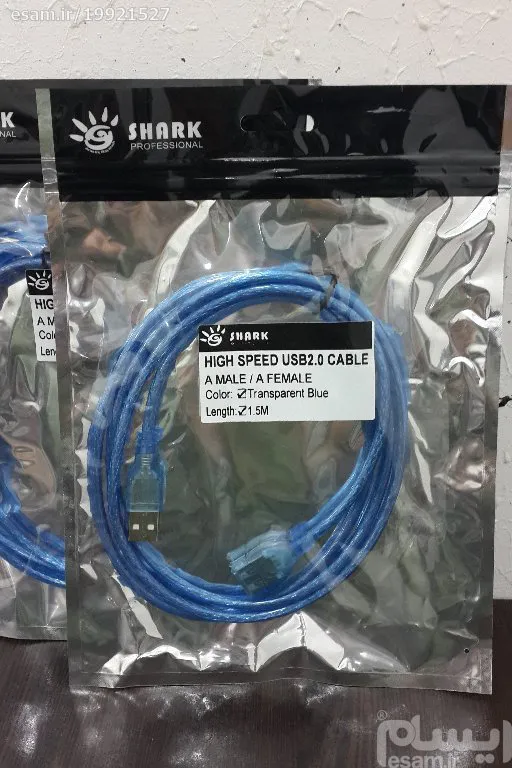 esam.ir/19921527
SHARK
PROFESSIONAL
K
NAL
SHARK
HIGH SPEED USB2.0 CABLE
A MALE / A FEMALE
Color: ☑Transparent Blue
Length:☑1.5M
HIG
A M
Colo
Len
ایسام
esam.ir